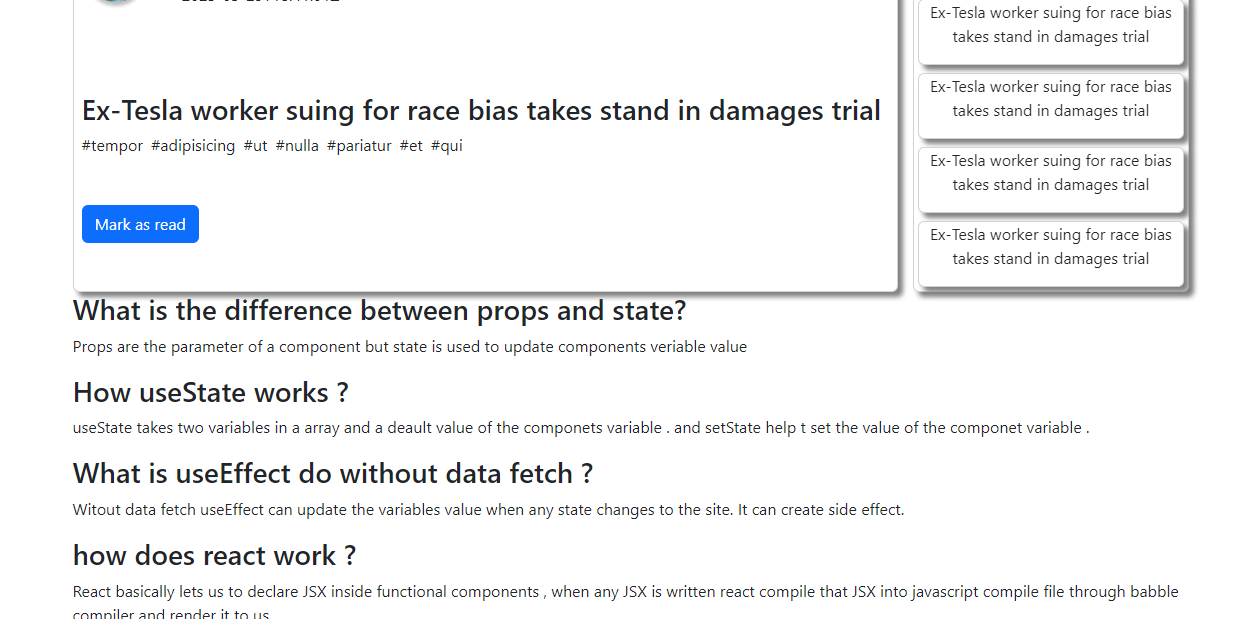 Ex-Tesla worker suing for race bias takes stand in damages trial
#tempor #adipisicing #ut #nulla #pariatur #et #qui
Mark as read
Ex-Tesla worker suing for race bias
takes stand in damages trial
Ex-Tesla worker suing for race bias
takes stand in damages trial
Ex-Tesla worker suing for race bias
takes stand in damages trial
Ex-Tesla worker suing for race bias
takes stand in damages trial
What is the difference between props and state?
Props are the parameter of a component but state is used to update components veriable value
How useState works ?
useState takes two variables in a array and a deault value of the componets variable . and setState help t set the value of the componet variable .
What is useEffect do without data fetch ?
Witout data fetch useEffect can update the variables value when any state changes to the site. It can create side effect.
how does react work ?
React basically lets us to declare JSX inside functional components , when any JSX is written react compile that JSX into javascript compile file through babble
compiler and render it to us